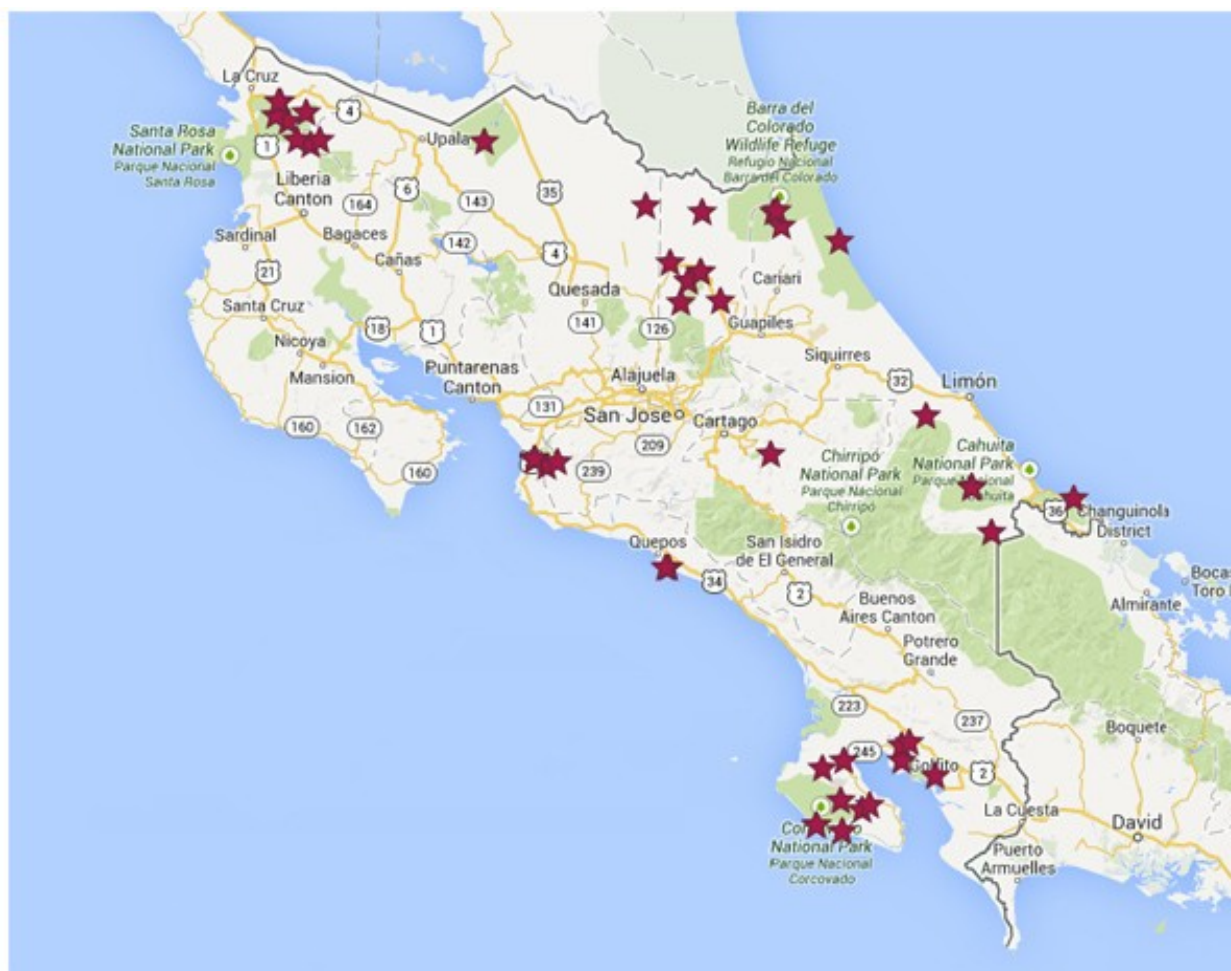 La Cruz
4
Santa Rosa
National Park
Parque Nacional
Santa Rosa
1
Upala
Barra del
Colorado
Wildlife Refuge
Refugio Nacional
Barra del Colorado
Liberia
Canton
6
35
164
143
Sardinal
Bagaces
142
4
Cañas
21
Cariari
Quesada
Santa Cruz
18
1
141
126
Guapiles
Nicoya
Mansion
Puntarenas
Canton
Siquirres
Alajuela
32
Limón
131
San Jose
Cartago
160
162
209
Cahuita
National Park
Parque Nacional
Chirripó
National Park
Parque Nacional
Chirripó
239
160
36
Changuinola
District
Quepos
San Isidro
de El General
34
2
Bocas
Toro
Almirante
Buenos
Aires Canton
Potrero
Grande
223
237
Boquete
245
Golfito
2
La Cuesta
David
National Park
Parque Nacional
Corcovado
Puerto
Armuelles